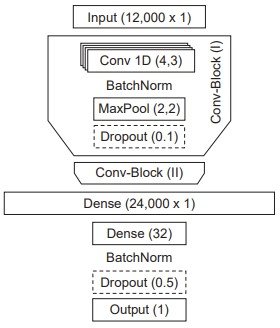 Input (12,000 x 1)
Conv-Block (I)
Conv 1D (4,3)
BatchNorm
MaxPool (2,2)
Dropout (0.1)
Conv-Block (II)
Dense (24,000 x 1)
Dense (32)
BatchNorm
Dropout (0.5)
Output (1)